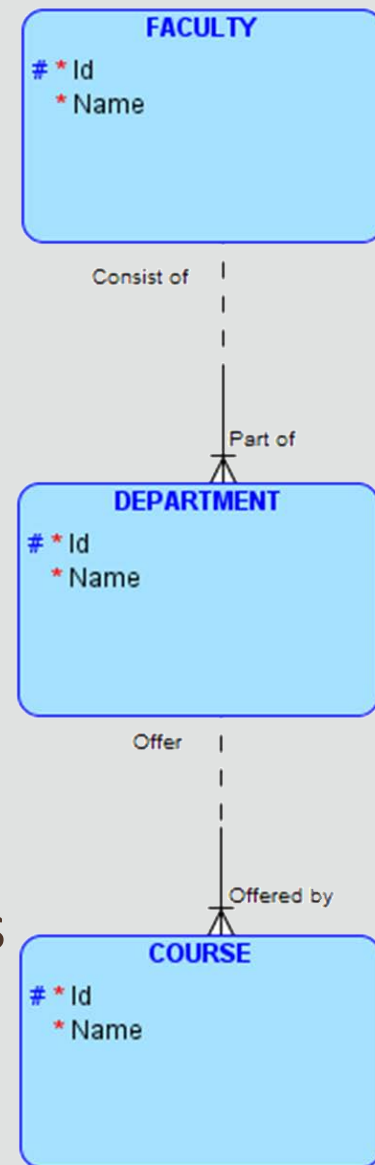 FACULTY
# * Id
* Name
Consist of
Part of
DEPARTMENT
# * Id
* Name
Offer
Offered by
s
COURSE
# * Id
* Name